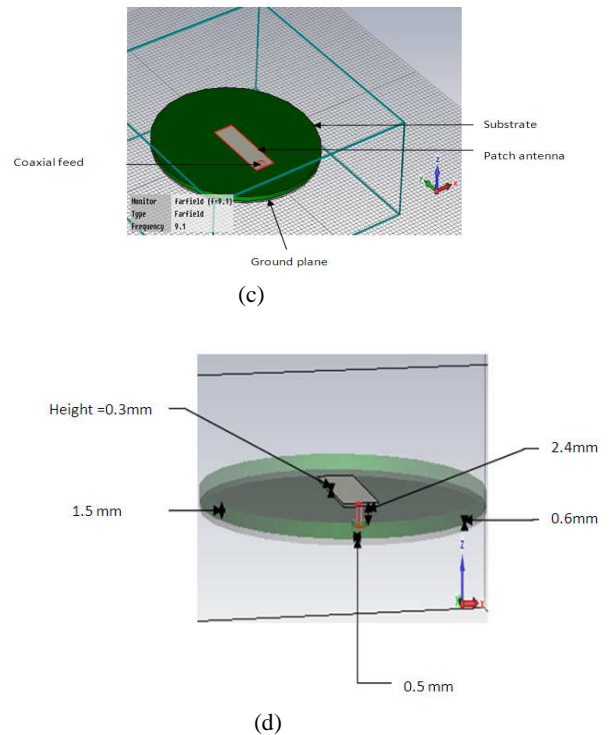 Substrate
Patch antenna
Coaxial feed
z
y
x
Monitor Farfield (f=9.1)
Type Farfield
Frequency 9.1
Ground plane
(c)
Height =0.3mm
2.4mm
1.5 mm
0.6mm
z
0.5 mm
(d)